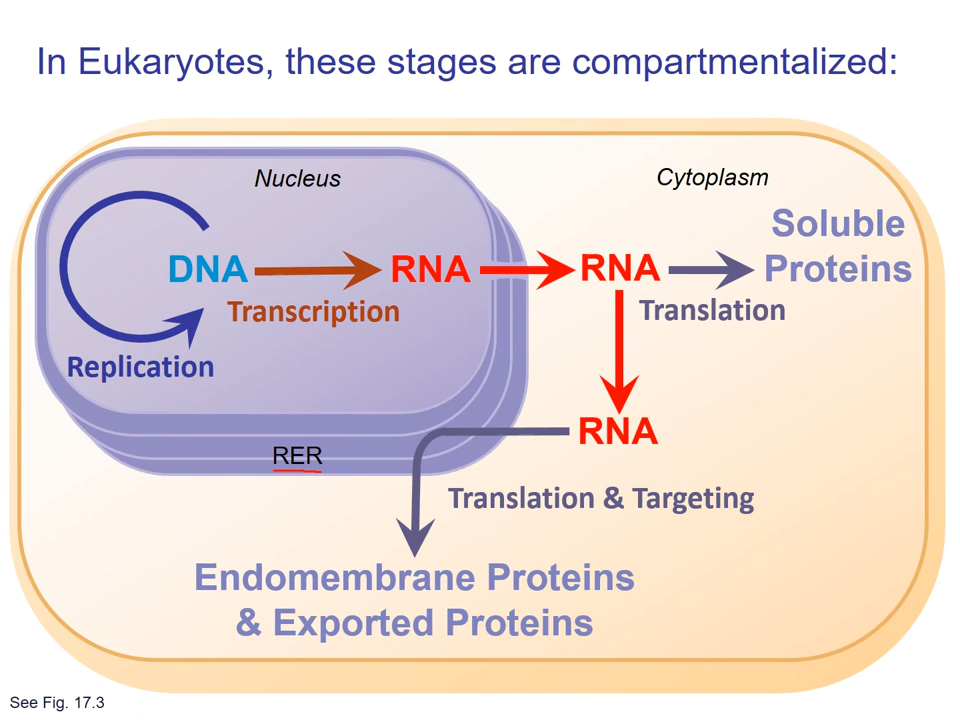 In Eukaryotes, these stages are compartmentalized:
Nucleus
Cytoplasm
Soluble
Proteins
DNA
RNA
RNA
Transcription
Translation
Replication
RNA
RER
Translation & Targeting
Endomembrane Proteins
& Exported Proteins
See Fig. 17.3